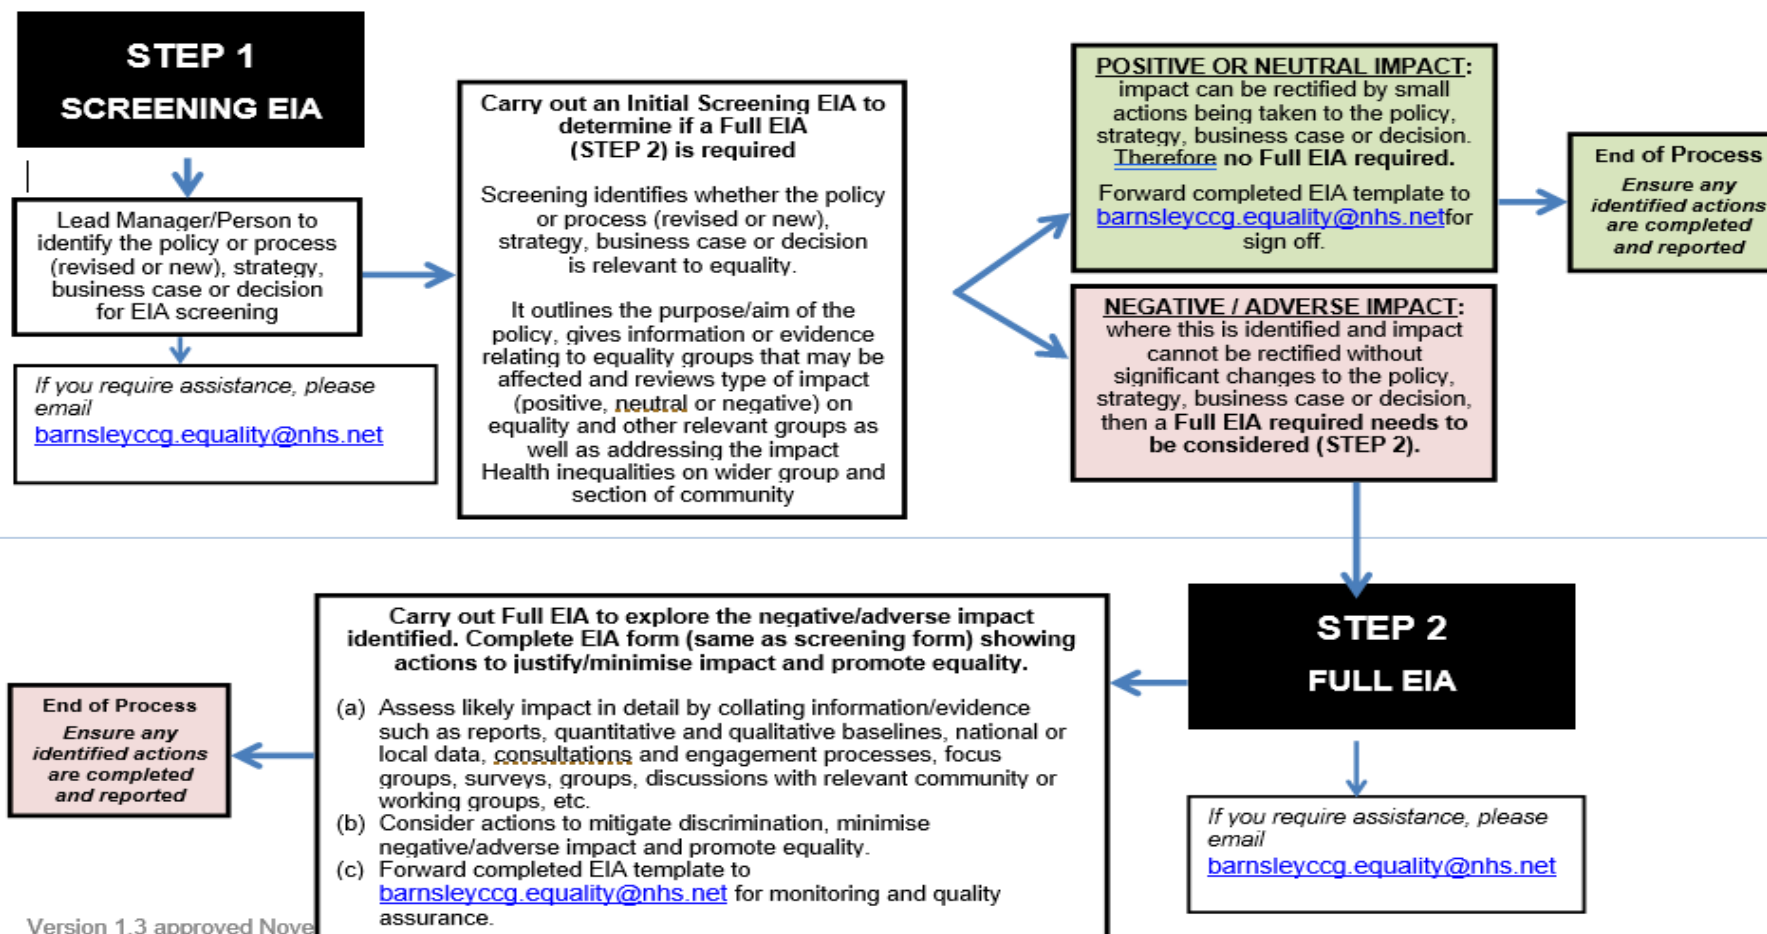 STEP 1
SCREENING EIA
Lead Manager/Person to
identify the policy or process
(revised or new), strategy,
business case or decision
for EIA screening
If you require assistance, please
email
barnsleyccg.equality@nhs.net
Carry out an Initial Screening EIA to
determine if a Full EIA
(STEP 2) is required
Screening identifies whether the policy
or process (revised or new),
strategy, business case or decision
is relevant to equality.
It outlines the purpose/aim of the
policy, gives information or evidence
relating to equality groups that may be
affected and reviews type of impact
(positive, neutral or negative) on
equality and other relevant groups as
well as addressing the impact
Health inequalities on wider group and
section of community
POSITIVE OR NEUTRAL IMPACT:
impact can be rectified by small
actions being taken to the policy,
strategy, business case or decision.
Therefore no Full EIA required.
Forward completed EIA template to
barnsleyccg.equality@nhs.netfor
sign off.
End of Process
Ensure any
identified actions
are completed
and reported
NEGATIVE / ADVERSE IMPACT:
where this is identified and impact
cannot be rectified without
significant changes to the policy,
strategy, business case or decision,
then a Full EIA required needs to
be considered (STEP 2).
STEP 2
FULL EIA
If you require assistance, please
email
barnsleyccg.equality@nhs.net
Carry out Full EIA to explore the negative/adverse impact
identified. Complete EIA form (same as screening form) showing
actions to justify/minimise impact and promote equality.
(a) Assess likely impact in detail by collating information/evidence
such as reports, quantitative and qualitative baselines, national or
local data, consultations and engagement processes, focus
groups, surveys, groups, discussions with relevant community or
working groups, etc.
(b) Consider actions to mitigate discrimination, minimise
negative/adverse impact and promote equality.
(c) Forward completed EIA template to
barnsleyccg.equality@nhs.net for monitoring and quality
assurance.
End of Process
Ensure any
identified actions
are completed
and reported
Version 1.3 approved Nove